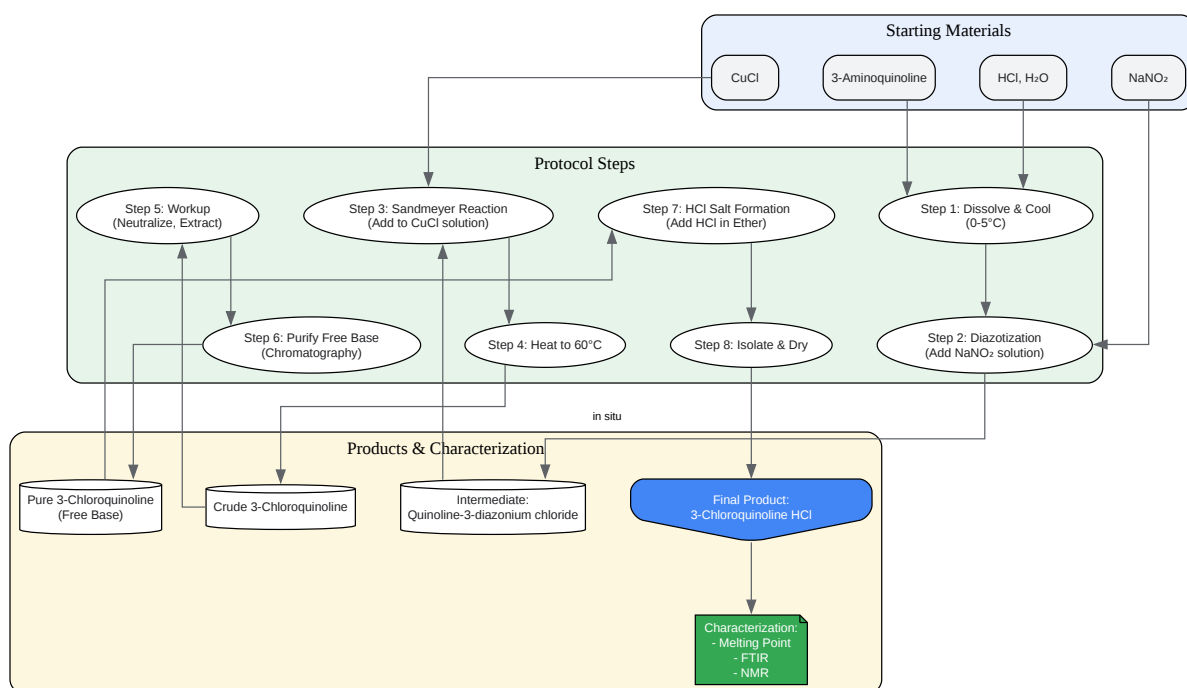 Starting Materials
CuCl
3-Aminoquinoline
HCl, H₂O
NaNO₂
Protocol Steps
Step 5: Workup
(Neutralize, Extract)
Step 3: Sandmeyer Reaction
(Add to CuCl solution)
Step 7: HCl Salt Formation
(Add HCl in Ether)
Step 1: Dissolve & Cool
(0-5°C)
Step 6: Purify Free Base
(Chromatography)
Step 4: Heat to 60°C
Step 8: Isolate & Dry
Step 2: Diazotization
(Add NaNO₂ solution)
in situ
Products & Characterization
Pure 3-Chloroquinoline
(Free Base)
Crude 3-Chloroquinoline
Intermediate:
Quinoline-3-diazonium chloride
Final Product:
3-Chloroquinoline HCl
Characterization:
- Melting Point
- FTIR
- NMR